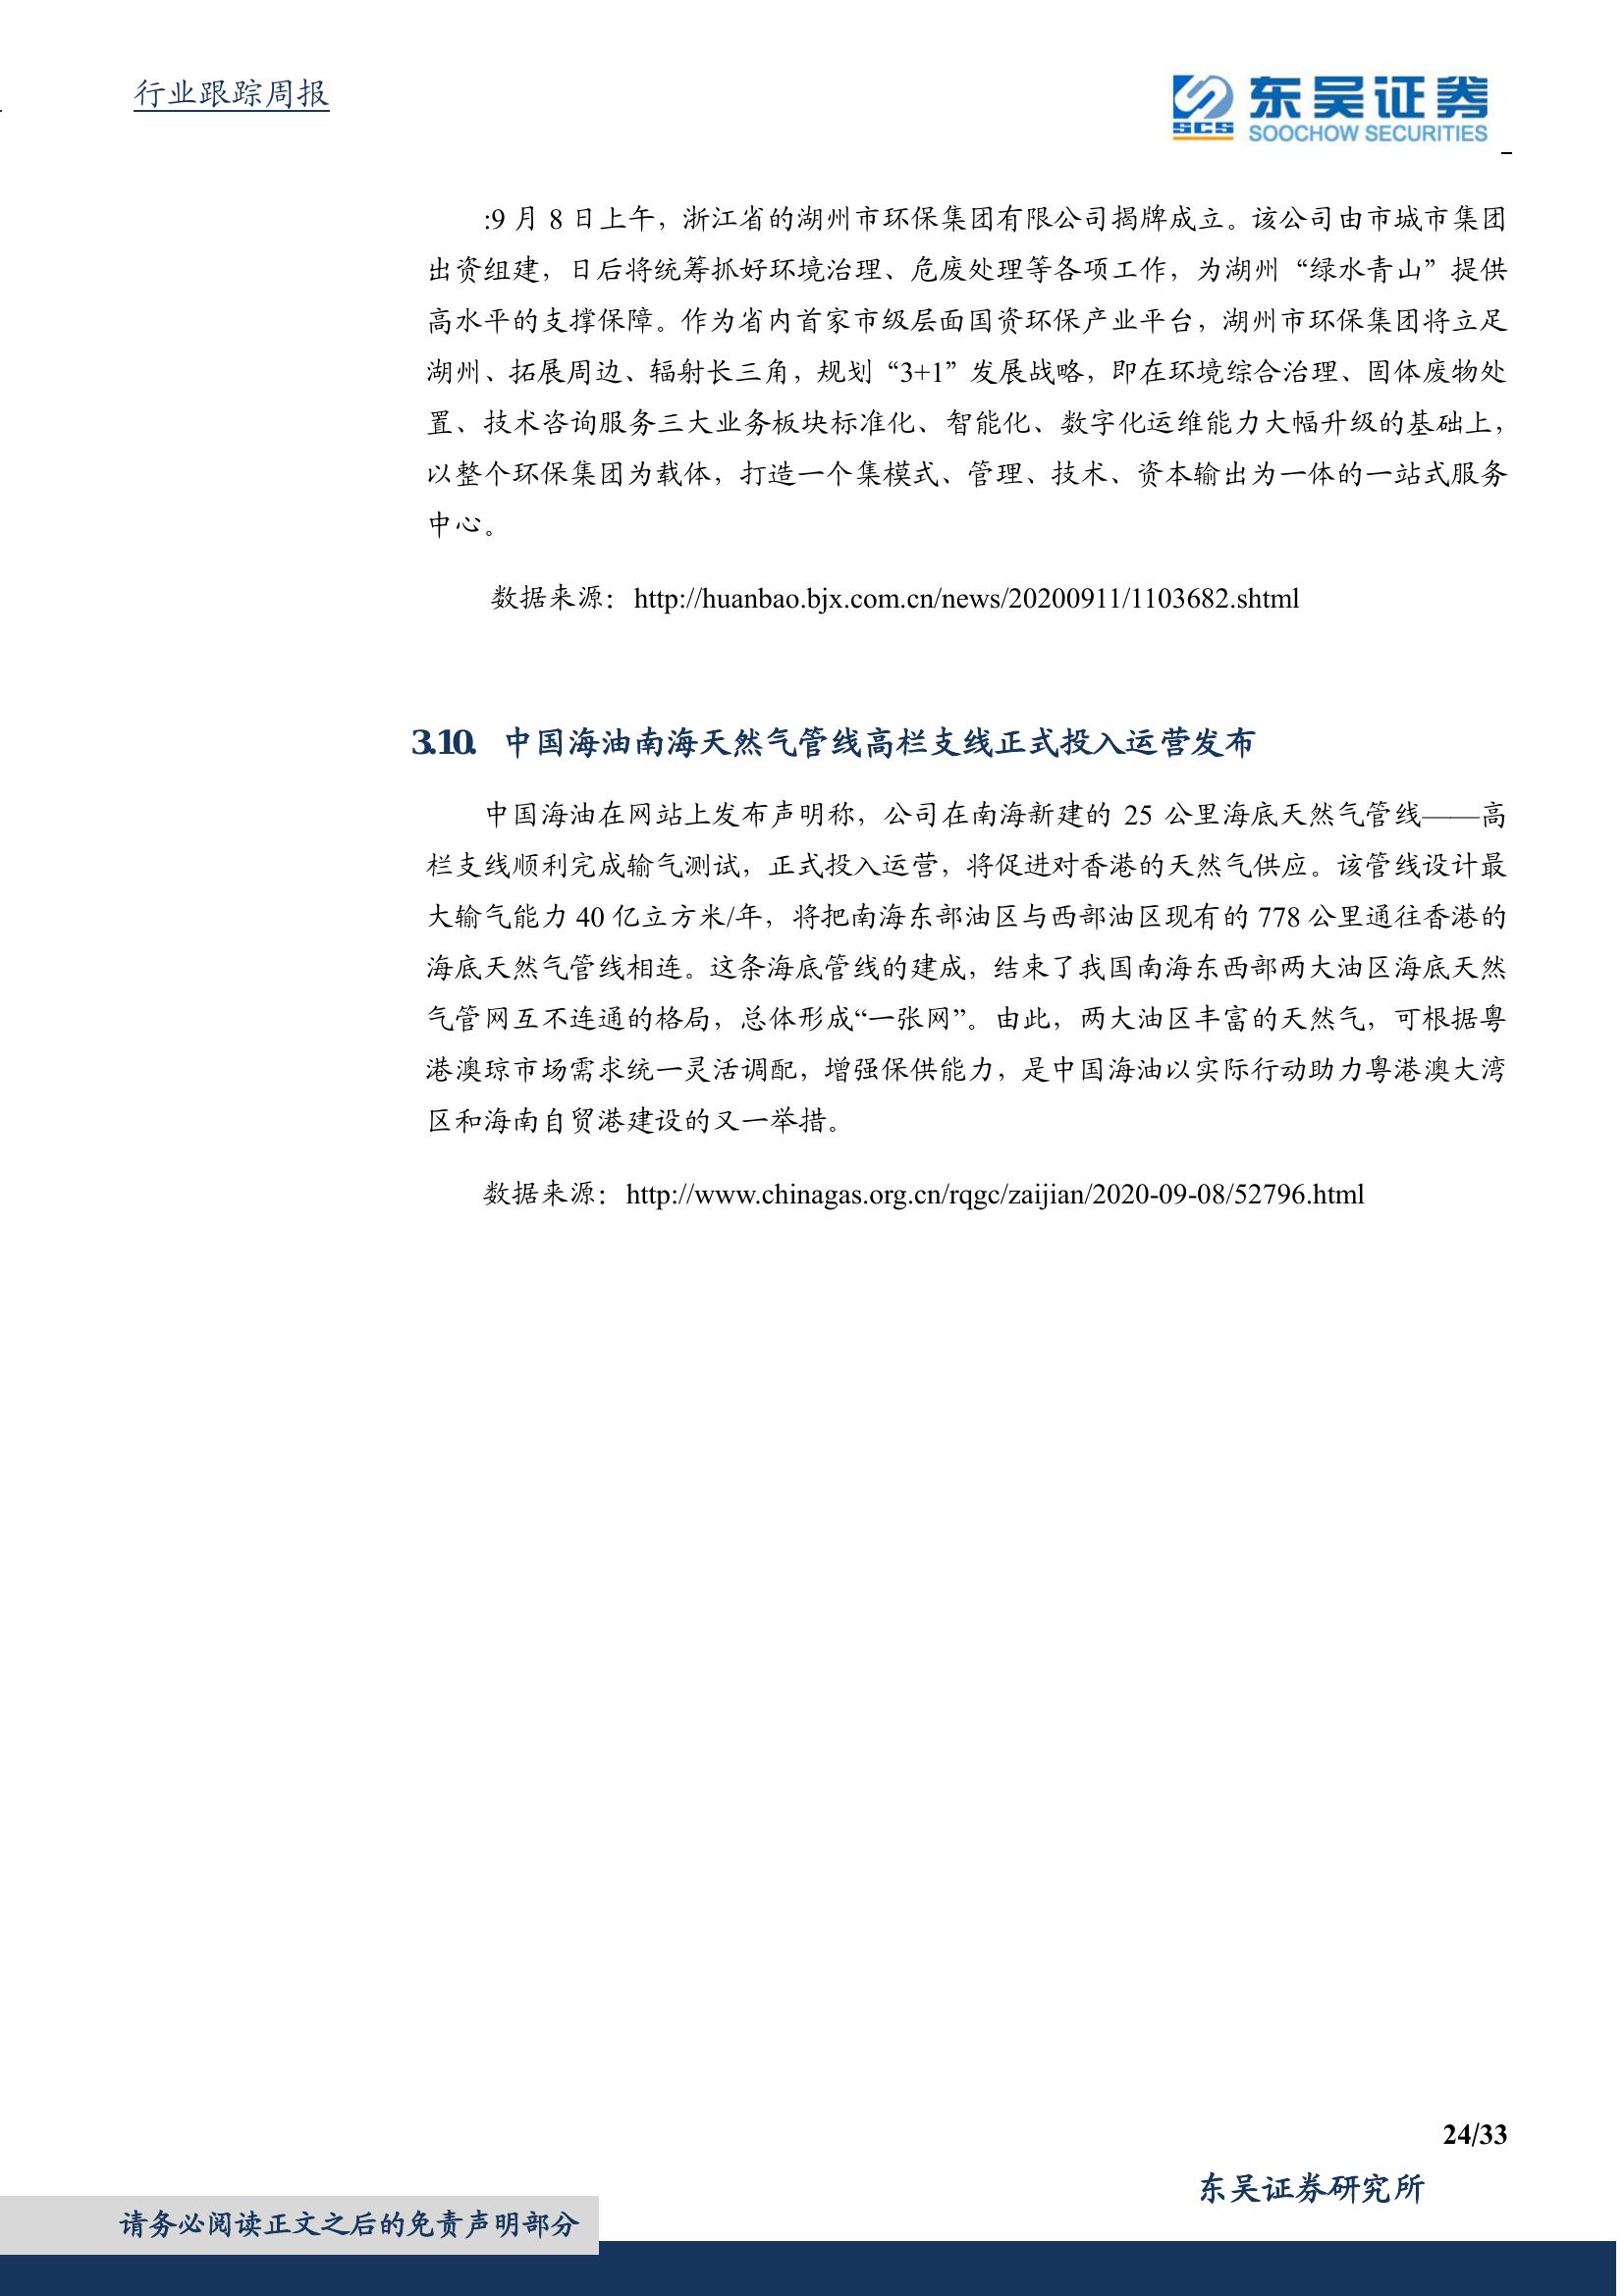 行业跟踪周报
SCS
东吴证券
SOOCHOW SECURITIES
:9 月 8 日上午，浙江省的湖州市环保集团有限公司揭牌成立。该公司由市城市集团
出资组建，日后将统筹抓好环境治理、危废处理等各项工作，为湖州“绿水青山”提供
高水平的支撑保障。作为省内首家市级层面国资环保产业平台，湖州市环保集团将立足
湖州、拓展周边、辐射长三角，规划“3+1”发展战略，即在环境综合治理、固体废物处
置、技术咨询服务三大业务板块标准化、智能化、数字化运维能力大幅升级的基础上，
以整个环保集团为载体，打造一个集模式、管理、技术、资本输出为一体的一站式服务
中心。
数据来源：http://huanbao.bjx.com.cn/news/20200911/1103682.shtml
3.10. 中国海油南海天然气管线高栏支线正式投入运营发布
中国海油在网站上发布声明称，公司在南海新建的 25 公里海底天然气管线——高
栏支线顺利完成输气测试，正式投入运营，将促进对香港的天然气供应。该管线设计最
大输气能力 40 亿立方米/年，将把南海东部油区与西部油区现有的 778 公里通往香港的
海底天然气管线相连。这条海底管线的建成，结束了我国南海东西部两大油区海底天然
气管网互不连通的格局，总体形成“一张网”。由此，两大油区丰富的天然气，可根据粤
港澳琼市场需求统一灵活调配，增强保供能力，是中国海油以实际行动助力粤港澳大湾
区和海南自贸港建设的又一举措。
数据来源：http://www.chinagas.org.cn/rqgc/zaijian/2020-09-08/52796.html
24/33
东吴证券研究所
请务必阅读正文之后的免责声明部分